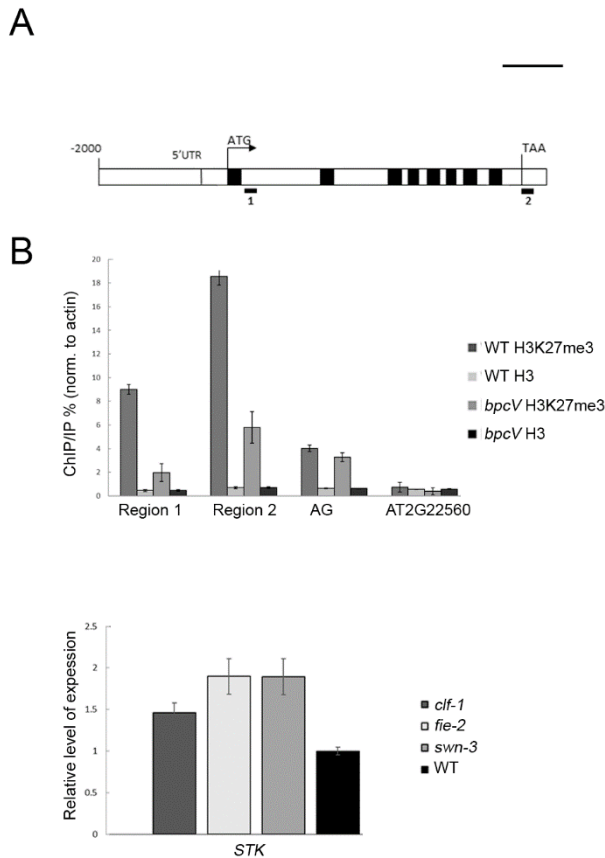 A
-2000
5'UTR
ATG
TAA
1
2
B
ChIP/IP % (norm. to actin)
20
18
16
14
12
10
8
6
4
2
0
Region 1
Region 2
AG
AT2G22560
WT H3K27me3
WT H3
bpcV H3K27me3
bpcV H3
Relative level of expession
2.5
2
1.5
1
0.5
0
STK
clf-1
fie-2
swn-3
WT